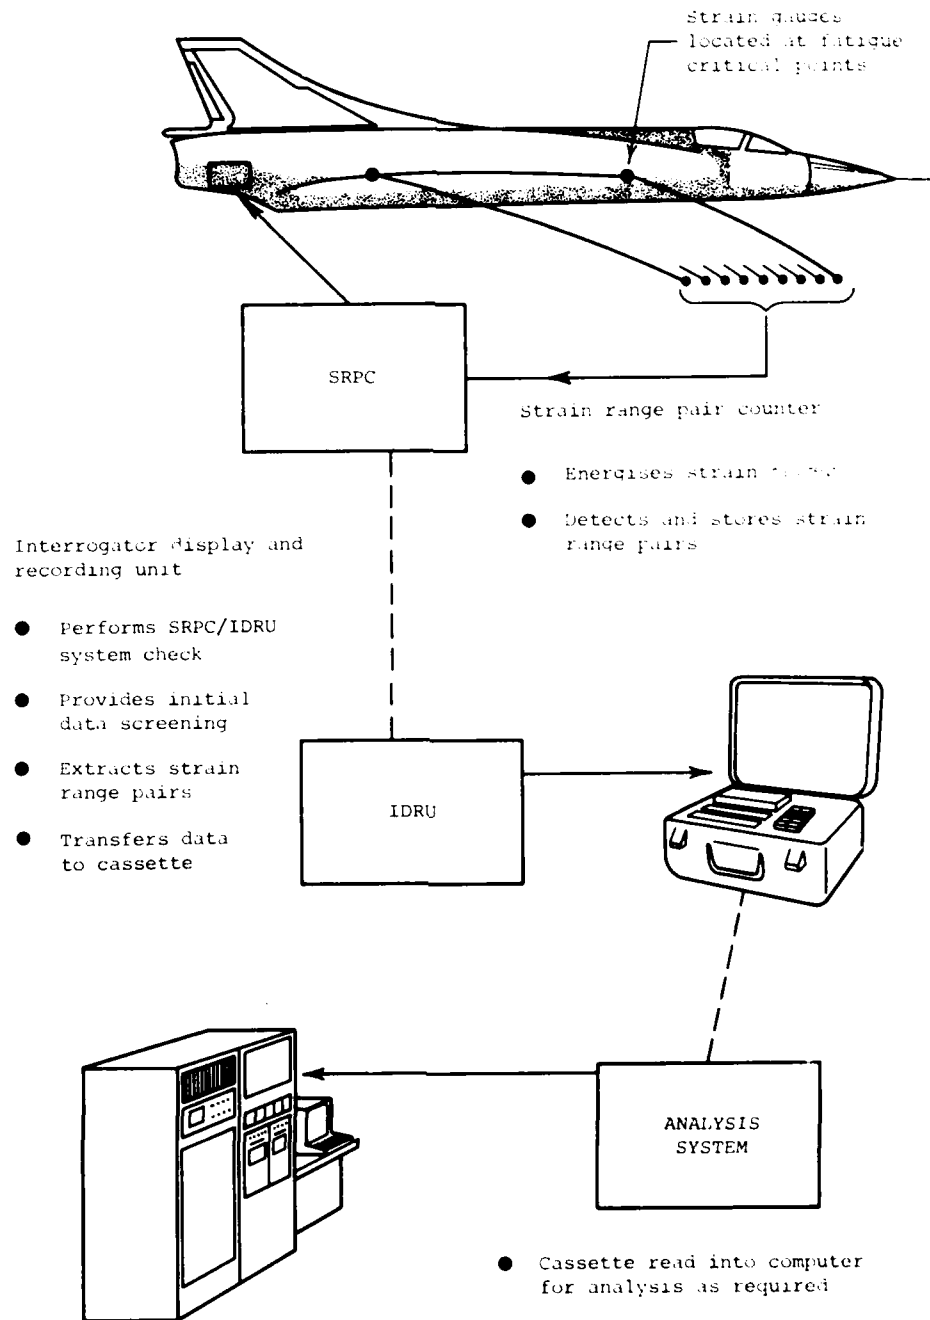 Strain gauges
located at fatigue
critical points
SRPC
Strain range pair counter
● Energises strain
● Detects and stores strain
range pairs
Interrogator display and
recording unit
● Performs SRPC/IDRU
system check
● Provides initial
data screening
● Extracts strain
range pairs
● Transfers data
to cassette
IDRU
ANALYSIS
SYSTEM
● Cassette read into computer
for analysis as required